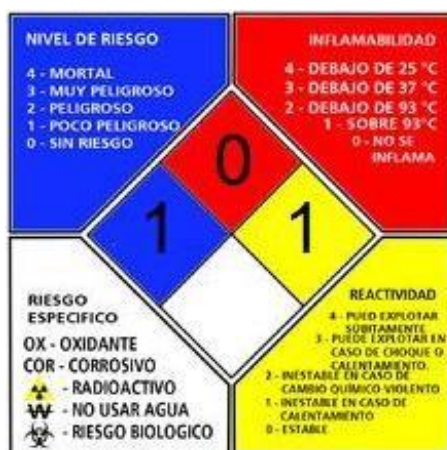 NIVEL DE RIESGO
4 - MORTAL
3 - MUY PELIGROSO
2 - PELIGROSO
1 - POCO PELIGROSO
0 - SIN RIESGO
INFLAMABILIDAD
4 - DEBAJO DE 25 °C
3 - DEBAJO DE 37 °C
2 - DEBAJO DE 93 °C
1 - SOBRE 93°C
0 - NO SE
INFLAMA
0
1
1
RIESGO
ESPECIFICO
OX - OXIDANTE
COR - CORROSIVO
- RADIOACTIVO
W - NO USAR AGUA
- RIESGO BIOLOGICO
REACTIVIDAD
4 - PUED EXPLOTAR
SÚBITAMENTE
3 - PUEDE EXPLOTAR EN
CASO DE CHOQUE O
CALENTAMIENTO.
2 - INESTABLE EN CASO DE
CAMBIO QUÍMICO VIOLENTO
1 - INESTABLE EN CASO DE
CALENTAMIENTO
0 - ESTABLE